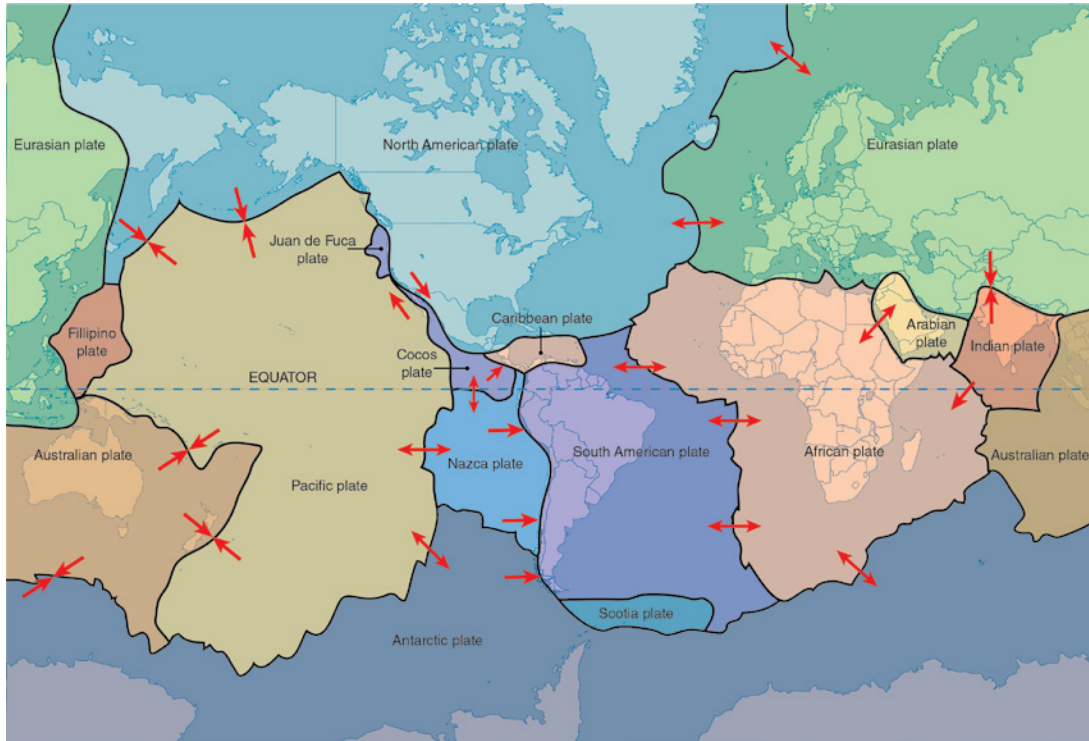 Eurasian plate
North American plate
Eurasian plate
Juan de Fuca
plate
Caribbean plate
Fillipino
plate
Arabian
plate
Indian plate
Cocos
plate
EQUATOR
Australian plate
Pacific plate
Nazca plate
South American plate
African plate
Australian plate
Scotia plate
Antarctic plate